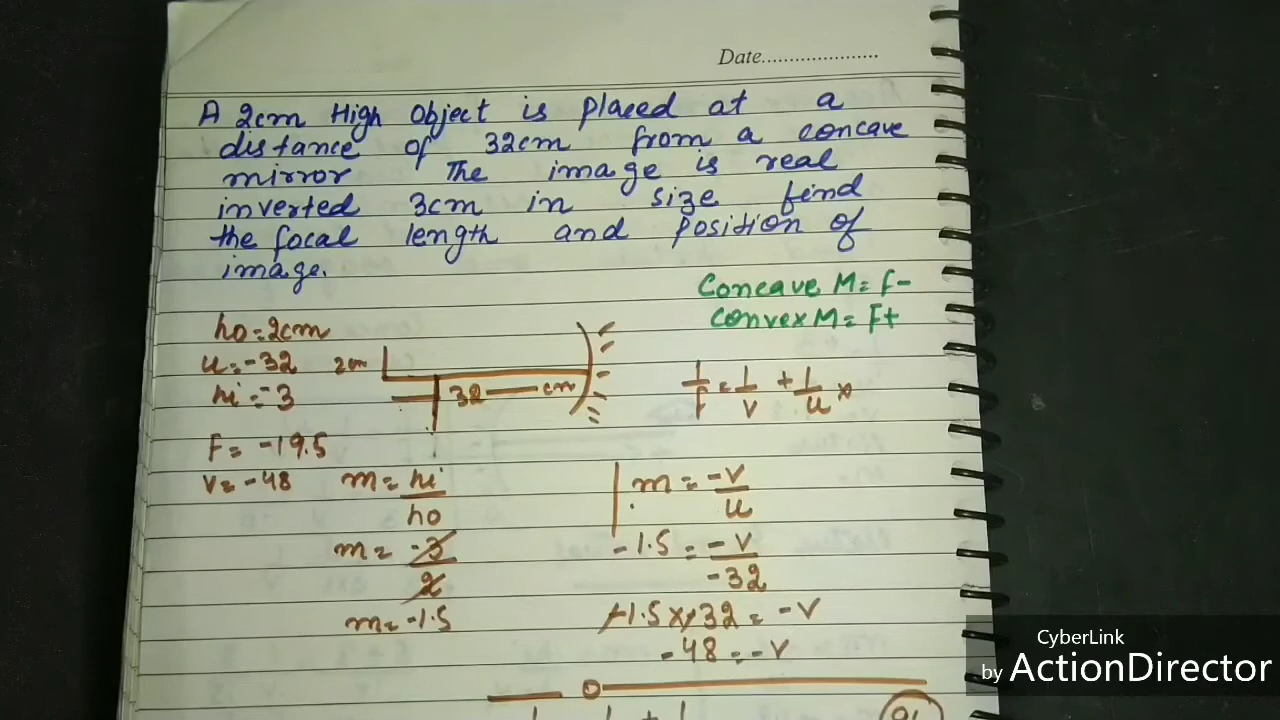 Date....................
A 2cm High object is placed at a
distance of 32cm from a concave
mirror The image is real
inverted 3cm in size find
the focal length and position of
image.
Concave M = f-
Convex M = F+
ho = 2cm
u = -32
hi = -3
2cm
32 cm
1/f = 1/v + 1/u
F = -19.5
v = -48
m = hi/ho
m = -v/u
m = -3/2
-1.5 = -v/-32
m = -1.5
-1.5 x -32 = -v
-48 = -v
CyberLink
by ActionDirector